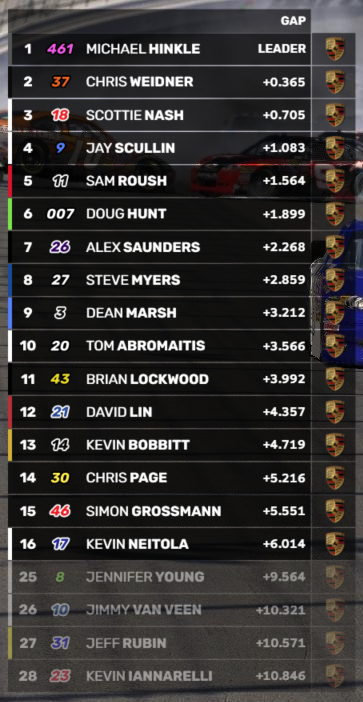 GAP
1 461 MICHAEL HINKLE LEADER
2 37 CHRIS WEIDNER +0.365
3 18 SCOTTIE NASH +0.705
4 9 JAY SCULLIN +1.083
5 11 SAM ROUSH +1.564
6 007 DOUG HUNT +1.899
7 26 ALEX SAUNDERS +2.268
8 27 STEVE MYERS +2.859
9 3 DEAN MARSH +3.212
10 20 TOM ABROMAITIS +3.566
11 43 BRIAN LOCKWOOD +3.992
12 21 DAVID LIN +4.357
13 14 KEVIN BOBBITT +4.719
14 30 CHRIS PAGE +5.216
15 46 SIMON GROSSMANN +5.551
16 17 KEVIN NEITOLA +6.014
25 8 JENNIFER YOUNG +9.564
26 10 JIMMY VAN VEEN +10.321
27 31 JEFF RUBIN +10.571
28 23 KEVIN IANNARELLI +10.846